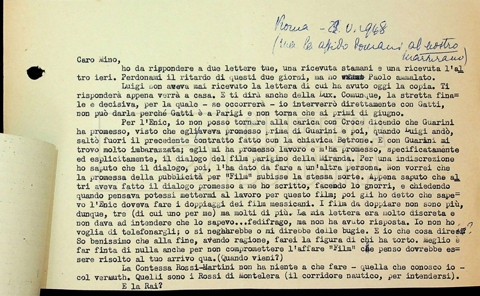 Roma - 22.V.1968
(ma lo spedo domani, al nostro
Martirano)
Caro Mino,
ho da rispondere a due lettere tue, una ricevuta stamani e una ricevuta l'al
tro ieri. Perdonami il ritardo di questi due giorni, ma ho Paolo ammalato.
Luigi non aveva mai ricevuto la lettera di cui ha avuto oggi la copia. Ti
risponderà appena verrà a casa. E ti dirà anche della Lux. Comunque, la stretta fina=
le e decisiva, per la quale - se occorrerà - io interverrò direttamente con Gatti,
non può darla perchè Gatti è a Parigi e non torna che ai primi di giugno.
Per l'Enic, io non posso tornare alla carica con Croce dicendo che Guarini
ha promesso, visto che egli aveva promesso prima di Guarini e poi, quando Luigi andò,
saltò fuori il precedente contratto fatto con la chiavica Betrone. E con Guarini mi
trovo molto imbarazzata; egli mi ha promesso lavoro e m'ha promesso, specificatamente
ed esplicitamente, il dialogo del film parigino della Miranda. Per una indiscrezione
ho saputo che il dialogo, poi, l'ha dato da fare a un'altra persona. Non vorrei che
la promessa della pubblicità per "Film" subisse la stessa sorte. Appena saputo che al
tri aveva fatto il dialogo promesso a me ho scritto, facendo lo gnorri, e chiedendo
quando pensava potessi mettermi al lavoro per questo film; poi gli ho detto che sape=
vo l'Enic doveva fare i doppiaggi dei film messicani. I film da doppiare non sono più,
dunque, tre (di cui uno per me) ma molti di più. La mia lettera era molto discreta e
non dava ad intendere che lo sapevo...fedifrago, ma non ha avuto risposta. Io non ho
voglia di telefonargli; o si negherebbe o mi direbbe delle bugie. E io che cosa direi?
So benissimo che alla fine, avendo ragione, farei la figura di chi ha torto. Meglio è
far finta di nulla anche per non compromettere l'affare "Film" che penso dovrebbe es=
sere risolto al tuo arrivo qua.(Quando vieni?)
La Contessa Rossi-Martini non ha niente a che fare - quella che conosco io -
col vermuth. Quelli sono i Rossi di Montelera (il corridore nautico, per intendersi).
E la Rai?